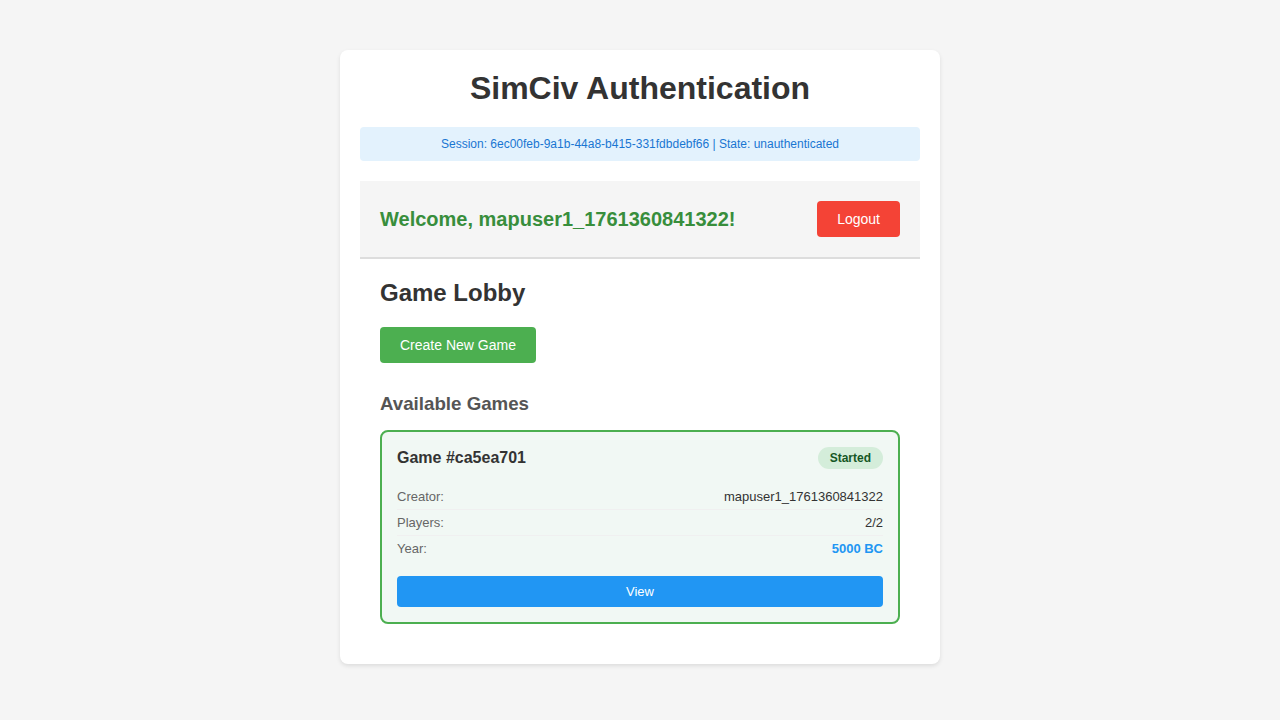 SimCiv Authentication
Session: 6ec00feb-9a1b-44a8-b415-331fdbdebf66 | State: unauthenticated
Welcome, mapuser1_1761360841322!
Logout
Game Lobby
Create New Game
Available Games
Game #ca5ea701
Started
Creator:
mapuser1_1761360841322
Players:
2/2
Year:
5000 BC
View